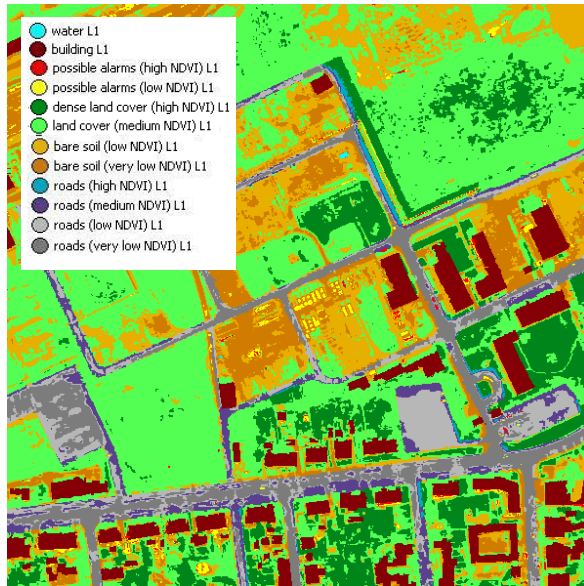 water L1
building L1
possible alarms (high NDVI) L1
possible alarms (low NDVI) L1
dense land cover (high NDVI) L1
land cover (medium NDVI) L1
bare soil (low NDVI) L1
bare soil (very low NDVI) L1
roads (high NDVI) L1
roads (medium NDVI) L1
roads (low NDVI) L1
roads (very low NDVI) L1